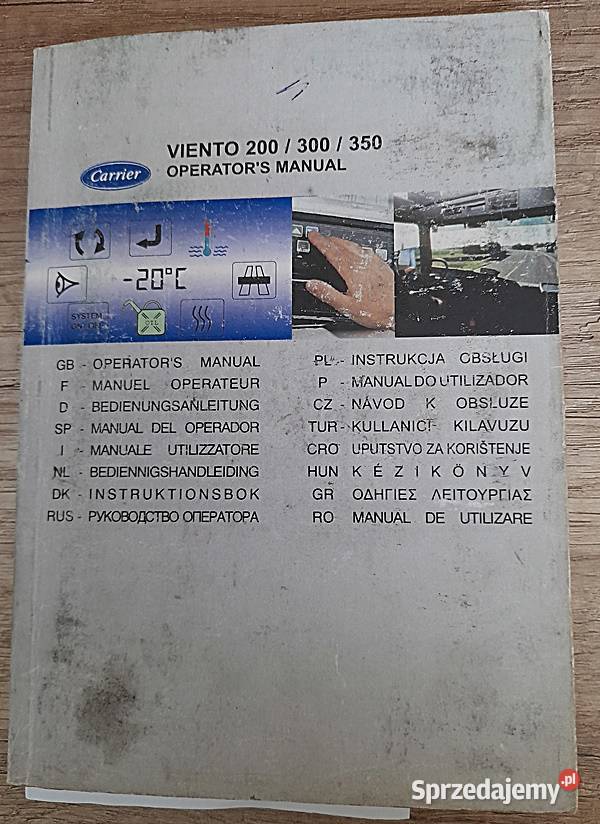 VIENTO 200 / 300 / 350
OPERATOR'S MANUAL
Carrier
-20°C
SYSTEM
OIL
GB - OPERATOR'S MANUAL
F - MANUEL OPERATEUR
D - BEDIENUNGSANLEITUNG
SP - MANUAL DEL OPERADOR
I - MANUALE UTILIZZATORE
NL - BEDIENNIGSHANDLEIDING
DK - INSTRUKTIONSBOK
RUS - РУКОВОДСТВО ОПЕРАТОРА
PL - INSTRUKCJA OBSŁUGI
P - MANUAL DO UTILIZADOR
CZ - NÁVOD K OBSLUZE
TUR - KULLANICI KILAVUZU
CRO UPUTSTVO ZA KORIŠTENJE
HUN KÉZIKÖNYV
GR ΟΔΗΓΙΕΣ ΛΕΙΤΟΥΡΓΙΑΣ
RO MANUAL DE UTILIZARE
Sprzedajemy.pl